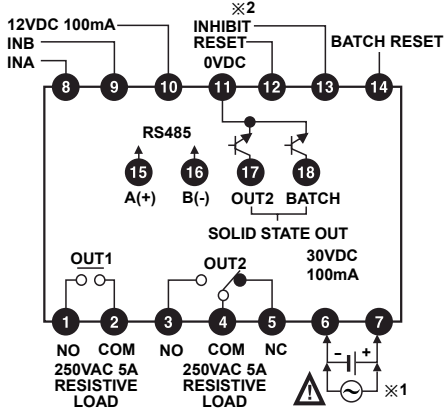 ※2
12VDC 100mA
INHIBIT
INB
RESET
BATCH RESET
INA
0VDC
8 9 10 11 12 13 14
RS485
15 16 17 18
A(+) B(-) OUT2 BATCH
SOLID STATE OUT
30VDC
100mA
OUT1
OUT2
1 2 3 4 5 6 7
NO COM NO COM NC
- +
250VAC 5A
RESISTIVE
LOAD
250VAC 5A
RESISTIVE
LOAD
※1